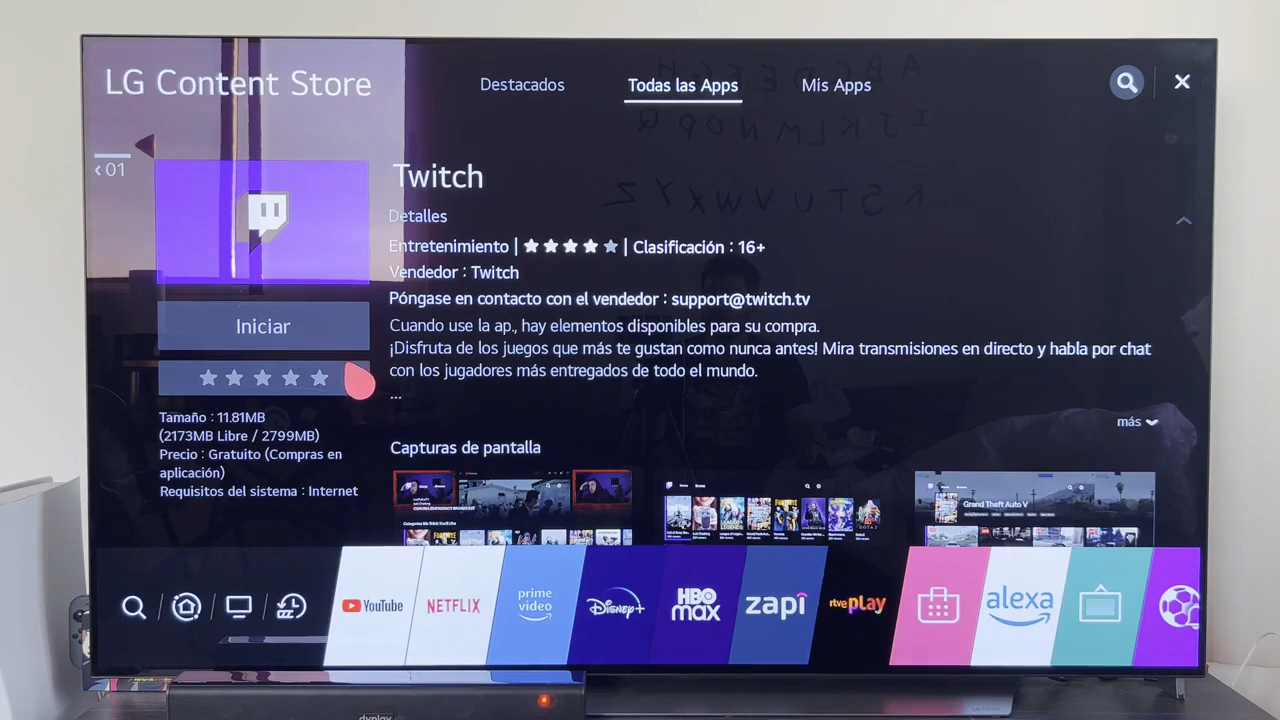 LG Content Store
Destacados
Todas las Apps
Mis Apps
01
Twitch
Detalles
Entretenimiento | | Clasificación : 16+
Vendedor : Twitch
Póngase en contacto con el vendedor : support@twitch.tv
Cuando use la ap., hay elementos disponibles para su compra.
¡Disfruta de los juegos que más te gustan como nunca antes! Mira transmisiones en directo y habla por chat
con los jugadores más entregados de todo el mundo.
...
más
Iniciar
Tamaño : 11.81MB
(2173MB Libre / 2799MB)
Precio : Gratuito (Compras en
aplicación)
Requisitos del sistema : Internet
Capturas de pantalla
Grand Theft Auto V
YouTube
NETFLIX
prime
video
Disney+
HBO
max
zapi
rtve play
alexa